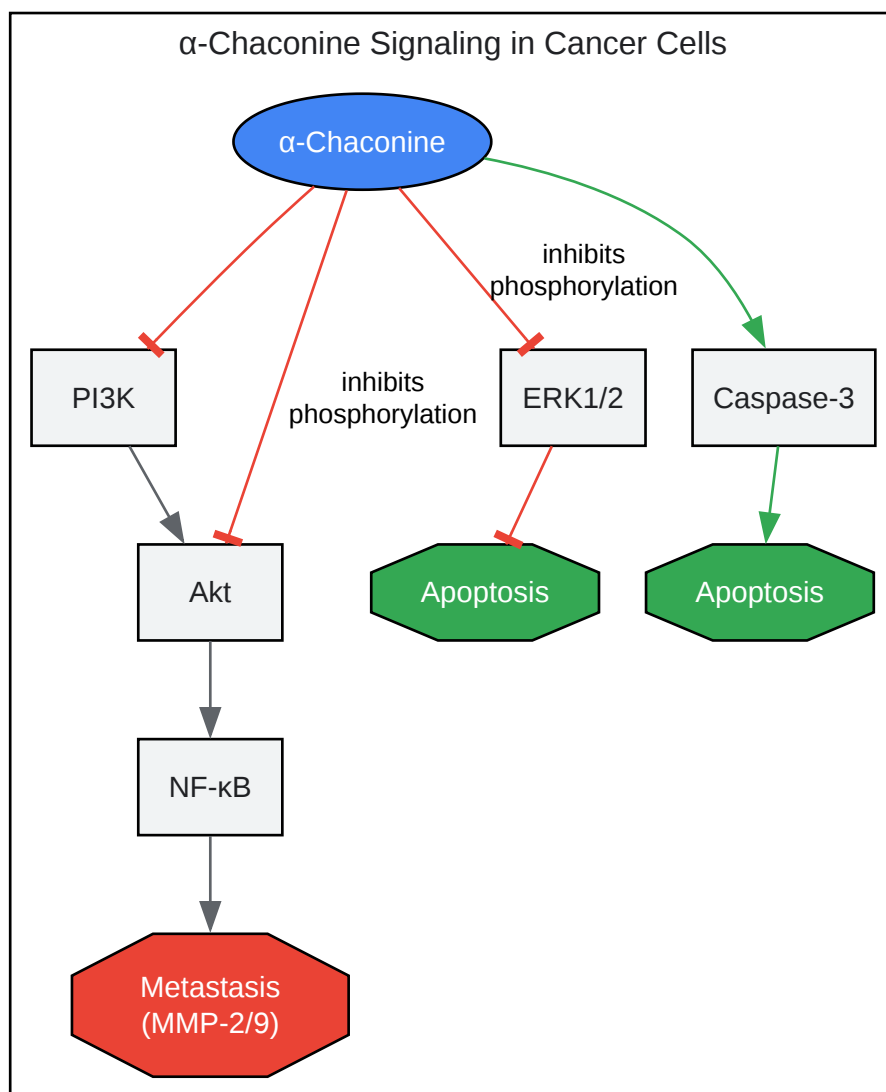 α-Chaconine Signaling in Cancer Cells
α-Chaconine
inhibits
phosphorylation
PI3K
inhibits
phosphorylation
ERK1/2
Caspase-3
Akt
Apoptosis
Apoptosis
NF-κB
Metastasis
(MMP-2/9)